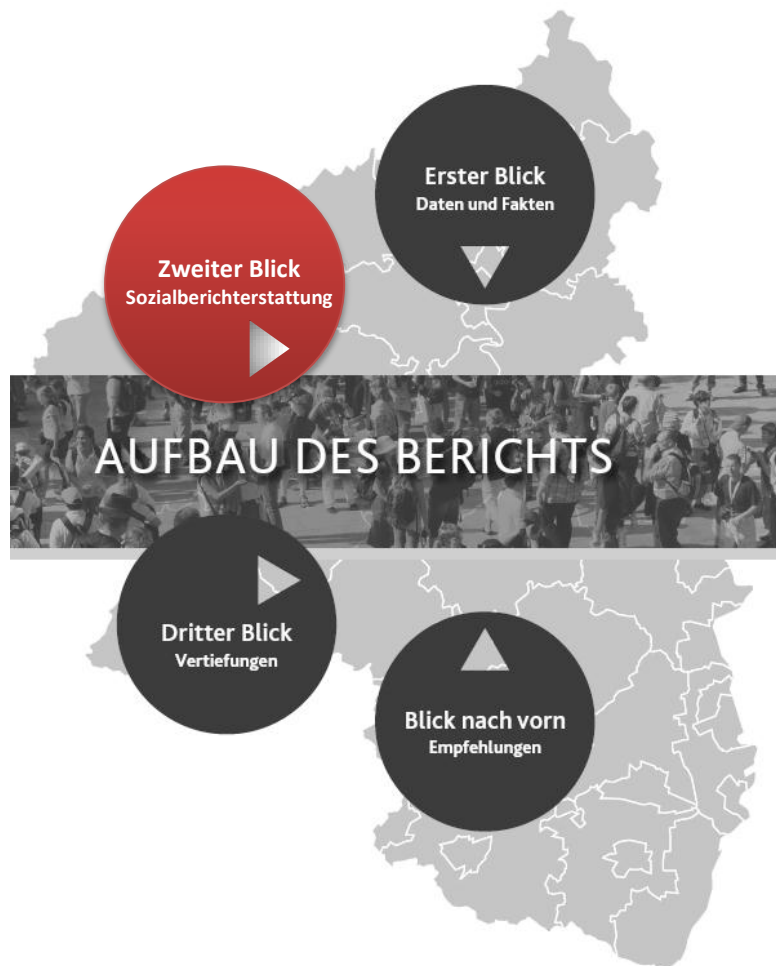 Erster Blick
Daten und Fakten
Zweiter Blick
Sozialberichterstattung
AUFBAU DES BERICHTS
Dritter Blick
Vertiefungen
Blick nach vorn
Empfehlungen